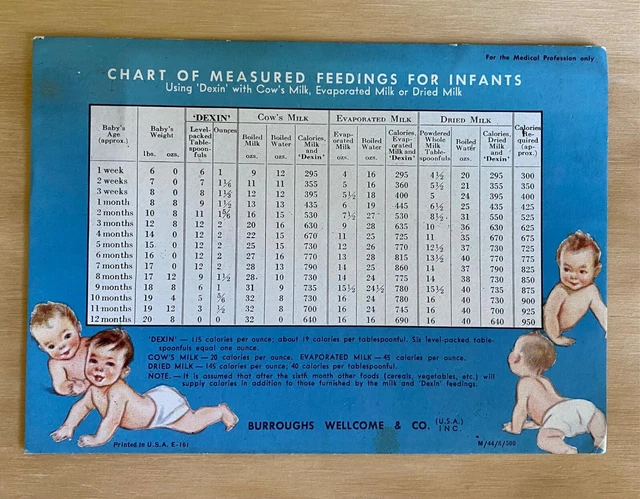 For the Medical Profession only
CHART OF MEASURED FEEDINGS FOR INFANTS
Using 'Dexin' with Cow's Milk, Evaporated Milk or Dried Milk
Baby's Age (approx.) Baby's Weight 'DEXIN' COW'S MILK EVAPORATED MILK DRIED MILK Calories Required (approx.)
lbs. ozs. Level-packed Table-spoonfuls Ounces Boiled Milk ozs. Boiled Water ozs. Calories, Milk and 'Dexin' Evap-orated Milk ozs. Boiled Water ozs. Calories, Evap-orated Milk and 'Dexin' Powdered Whole Milk Table-spoonfuls Boiled Water ozs. Calories, Dried Milk and 'Dexin'
1 week 6 0 6 1 9 12 295 4 16 295 4½ 20 295 300
2 weeks 7 0 7 1⅙ 11 11 355 5 16 360 5½ 21 355 350
3 weeks 8 0 8 1⅓ 12 12 395 5½ 18 400 5 24 395 400
1 month 8 8 9 1½ 13 13 435 6 19 445 6½ 25 435 425
2 months 10 8 11 1⅚ 16 15 530 7½ 27 530 8½ 31 550 525
3 months 12 8 12 2 20 16 630 9 28 635 10 36 630 625
4 months 14 0 12 2 22 15 670 11 25 725 11 35 670 675
5 months 15 0 12 2 25 15 730 12 26 770 12½ 37 730 725
6 months 16 0 12 2 27 16 770 13 28 815 13½ 40 770 775
7 months 17 0 12 2 28 13 790 14 25 860 11 37 790 825
8 months 17 12 9 1½ 28 10 730 14 25 775 14 38 730 850
9 months 18 8 6 1 31 9 735 15½ 24½ 780 15½ 40 735 875
10 months 19 4 5 ⅚ 32 8 730 16 24 780 16 40 730 900
11 months 19 12 3 ½ 32 8 700 16 24 745 16 40 700 925
12 months 20 8 0 0 32 0 640 16 16 690 16 40 640 950
'DEXIN' — 115 calories per ounce; about 19 calories per tablespoonful. Six level-packed table-
spoonfuls equal one ounce.
COW'S MILK — 20 calories per ounce. EVAPORATED MILK — 45 calories per ounce.
DRIED MILK — 145 calories per ounce; 40 calories per tablespoonful.
NOTE. — It is assumed that after the sixth month other foods (cereals, vegetables, etc.) will
supply calories in addition to those furnished by the milk and 'Dexin' feedings.
BURROUGHS WELLCOME & CO. (U.S.A.) INC.
Printed in U.S.A. E-161
M/44/6/500